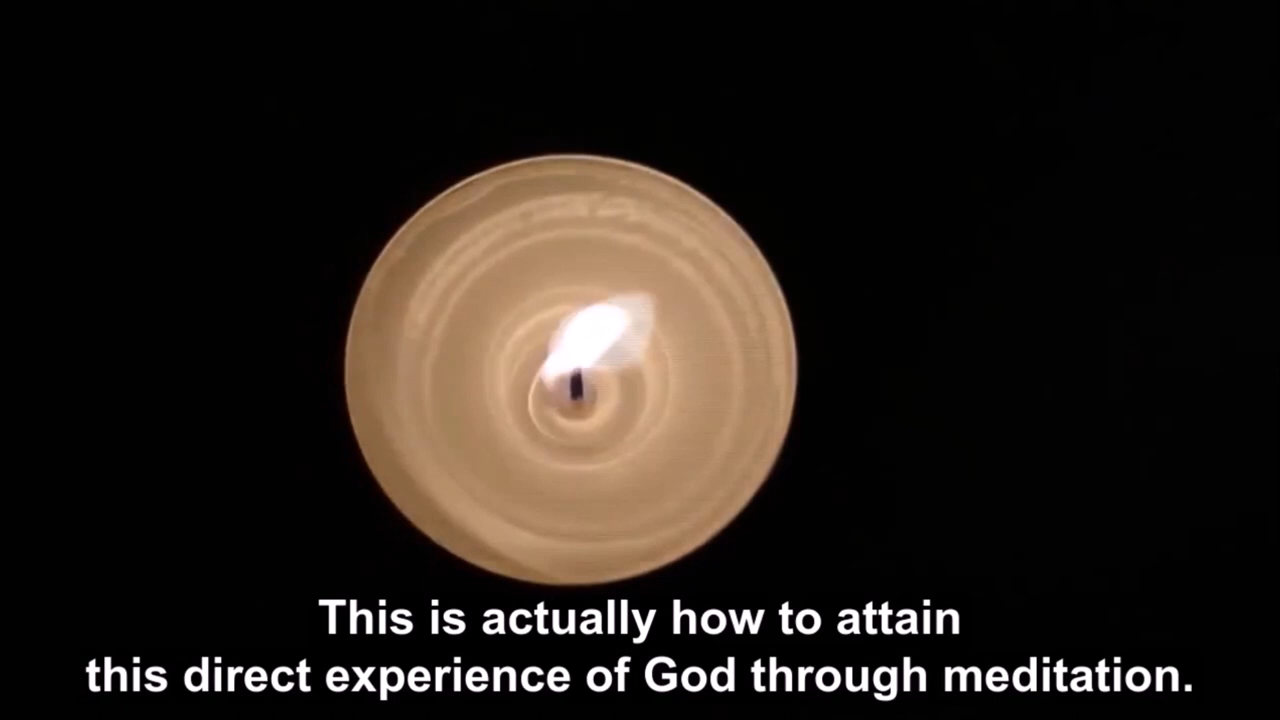 This is actually how to attain
this direct experience of God through meditation.